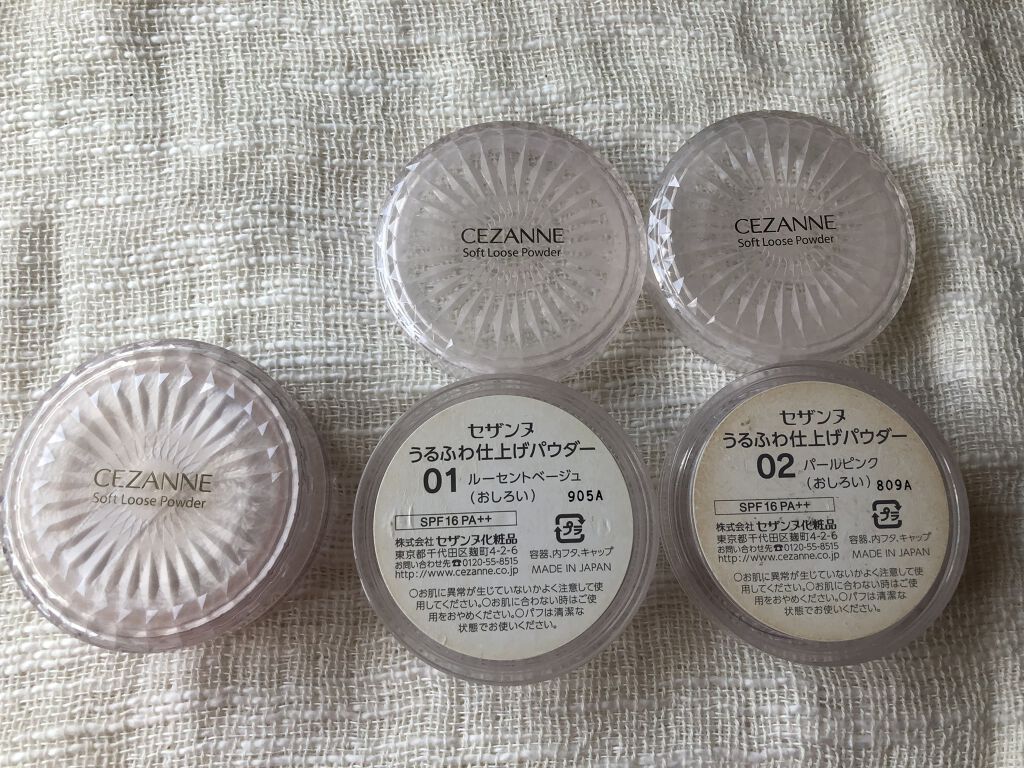 CEZANNE
Soft Loose Powder
CEZANNE
Soft Loose Powder
CEZANNE
Soft Loose Powder
セザンヌ
うるふわ仕上げパウダー
01 ルーセントベージュ
(おしろい) 905A
SPF16 PA++
プラ
株式会社セザンヌ化粧品
東京都千代田区麹町4-2-6
お問い合わせ先☎0120-55-8515
http://www.cezanne.co.jp
容器、内フタ、キャップ
MADE IN JAPAN
○お肌に異常が生じていないかよく注意して使
用してください。○お肌に合わない時はご使
用をおやめください。○パフは清潔な
状態でお使いください。
セザンヌ
うるふわ仕上げパウダー
02 パールピンク
(おしろい) 809A
SPF16 PA++
プラ
株式会社セザンヌ化粧品
東京都千代田区麹町4-2-6
お問い合わせ先☎0120-55-8515
http://www.cezanne.co.jp
容器、内フタ、キャップ
MADE IN JAPAN
○お肌に異常が生じていないかよく注意して使
用してください。○お肌に合わない時はご使
用をおやめください。○パフは清潔な
状態でお使いください。